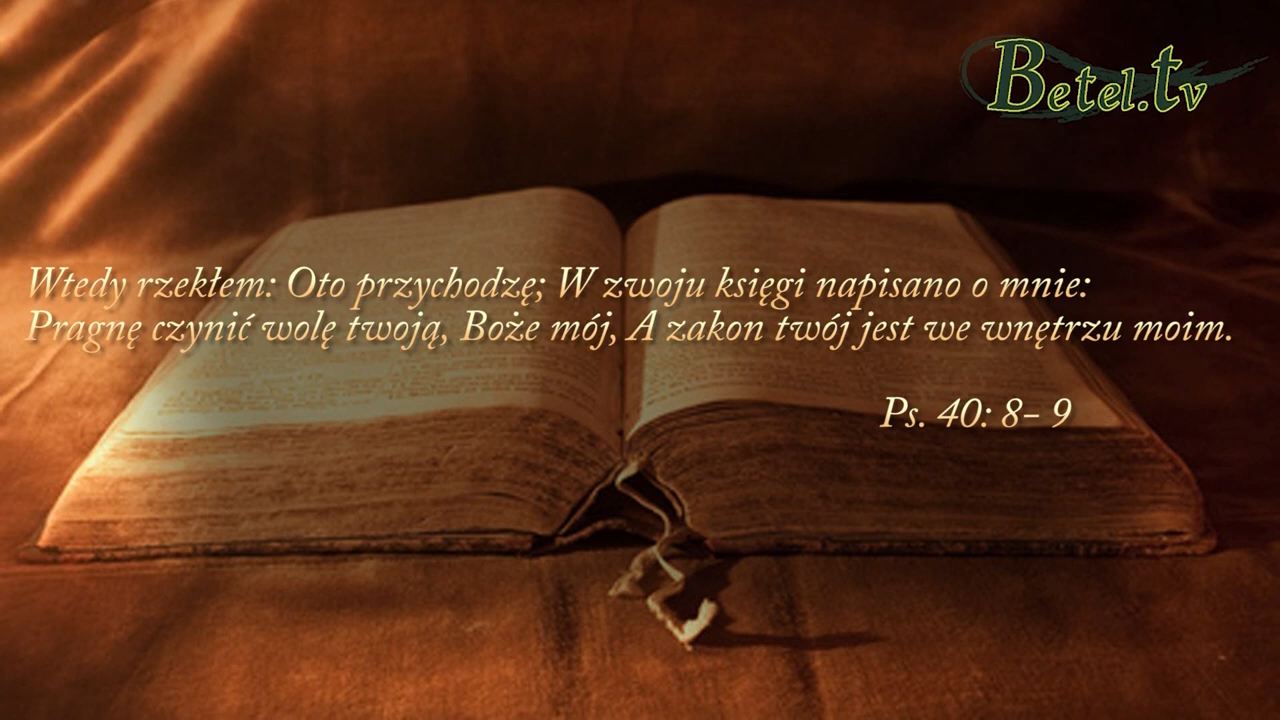 Betel.tv
Wtedy rzekłem: Oto przychodzę; W zwoju księgi napisano o mnie:
Pragnę czynić wolę twoją, Boże mój, A zakon twój jest we wnętrzu moim.
Ps. 40: 8- 9